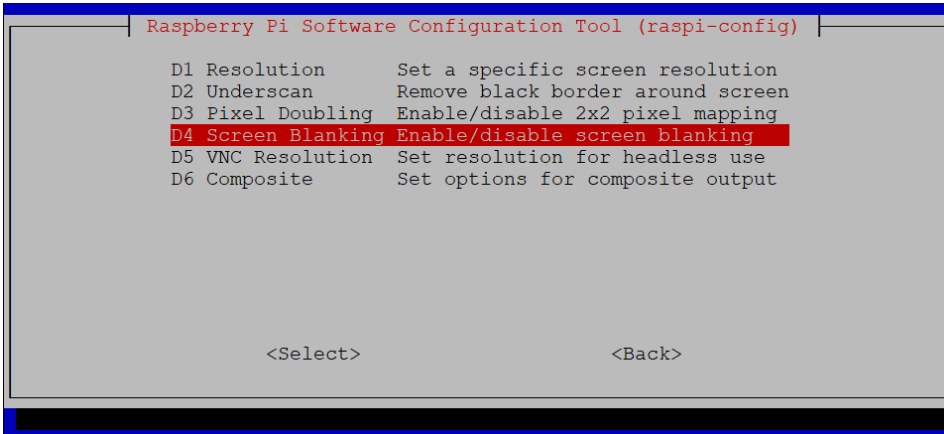 Raspberry Pi Software Configuration Tool (raspi-config)
D1 Resolution Set a specific screen resolution
D2 Underscan Remove black border around screen
D3 Pixel Doubling Enable/disable 2x2 pixel mapping
D4 Screen Blanking Enable/disable screen blanking
D5 VNC Resolution Set resolution for headless use
D6 Composite Set options for composite output
<Select> <Back>